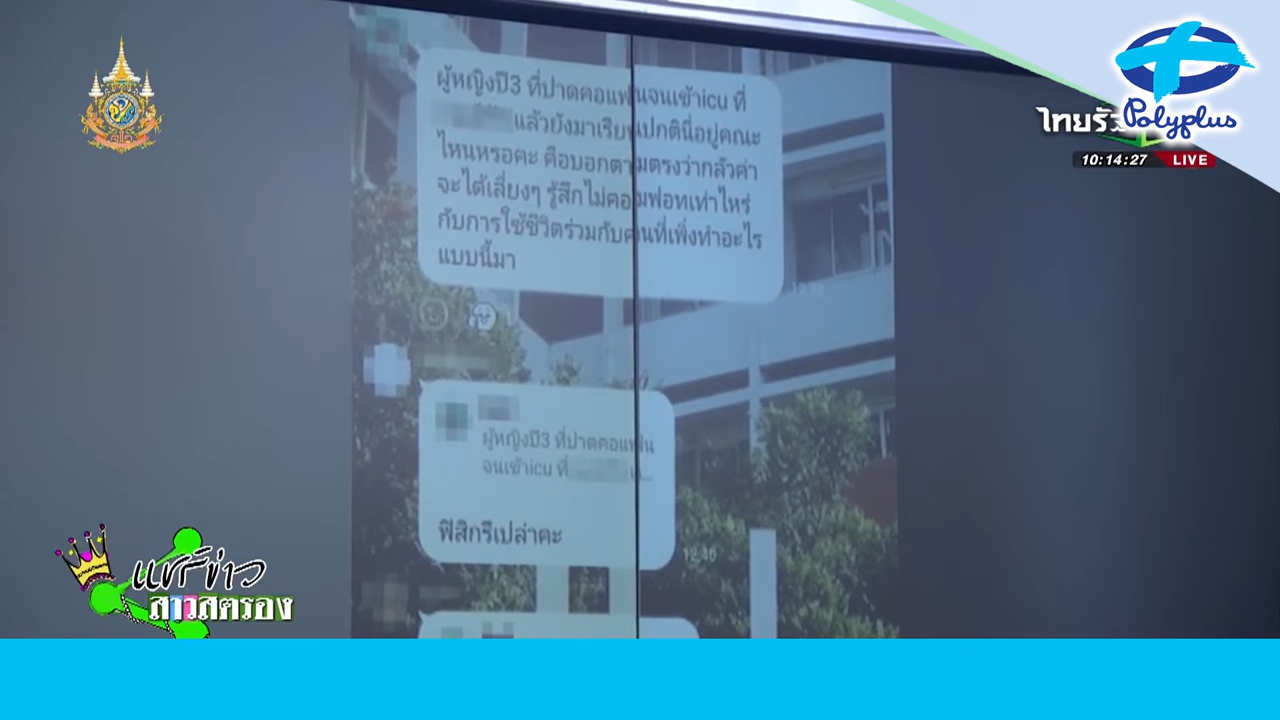 ผู้หญิงปี3 ที่ปาดคอแฟนจนเข้าicu ที่
แล้วยังมาเรียนปกตินี่อยู่คณะ
ไหนหรอคะ คือบอกตามตรงว่ากลัวค่า
จะได้เลี่ยงๆ รู้สึกไม่คอมฟอทเท่าไหร่
กับการใช้ชีวิตร่วมกับคนที่เพิ่งทำอะไร
แบบนี้มา
ผู้หญิงปี3 ที่ปาดคอแฟน
จนเข้าicu ที่
ฟิสิกรึเปล่าคะ
12:40
ไทยรั
Polyplus
10:14:27 LIVE
แชร์ข่าว
สาวสตรอง